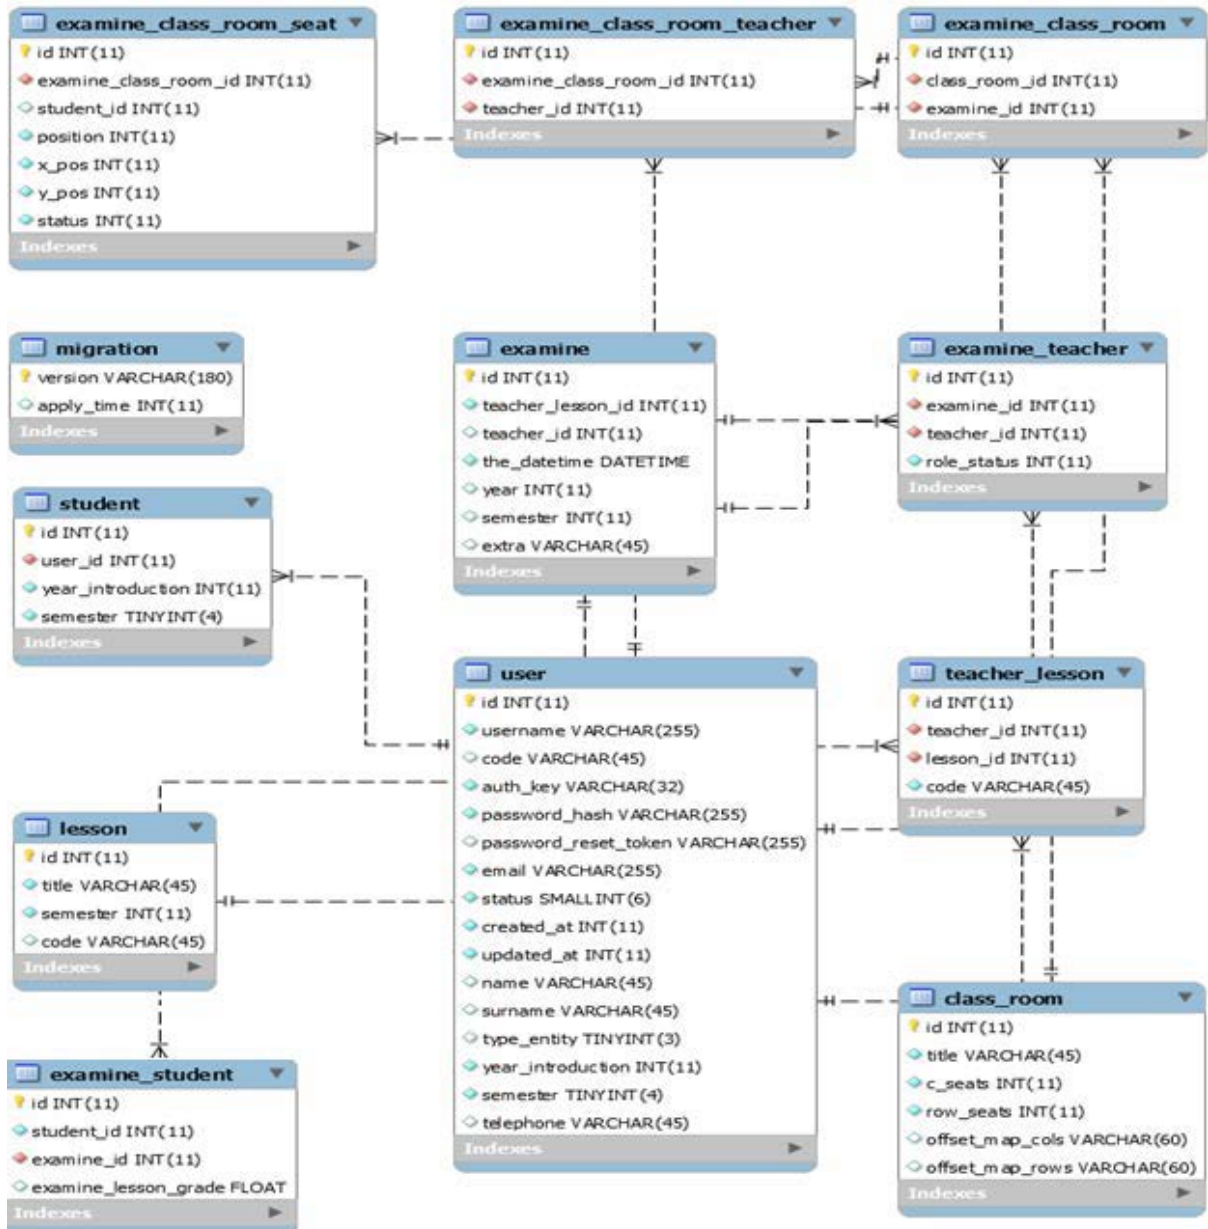 examine_class_room_seat
id INT(11)
examine_class_room_id INT(11)
student_id INT(11)
position INT(11)
x_pos INT(11)
y_pos INT(11)
status INT(11)
Indexes
examine_class_room_teacher
id INT(11)
examine_class_room_id INT(11)
teacher_id INT(11)
Indexes
examine_class_room
id INT(11)
class_room_id INT(11)
examine_id INT(11)
Indexes
migration
version VARCHAR(180)
apply_time INT(11)
Indexes
examine
id INT(11)
teacher_lesson_id INT(11)
teacher_id INT(11)
the_datetime DATETIME
year INT(11)
semester INT(11)
extra VARCHAR(45)
Indexes
examine_teacher
id INT(11)
examine_id INT(11)
teacher_id INT(11)
role_status INT(11)
Indexes
student
id INT(11)
user_id INT(11)
year_introduction INT(11)
semester TINYINT(4)
Indexes
user
id INT(11)
username VARCHAR(255)
code VARCHAR(45)
auth_key VARCHAR(32)
password_hash VARCHAR(255)
password_reset_token VARCHAR(255)
email VARCHAR(255)
status SMALLINT(6)
created_at INT(11)
updated_at INT(11)
name VARCHAR(45)
surname VARCHAR(45)
type_entity TINYINT(3)
year_introduction INT(11)
semester TINYINT(4)
telephone VARCHAR(45)
Indexes
teacher_lesson
id INT(11)
teacher_id INT(11)
lesson_id INT(11)
code VARCHAR(45)
Indexes
lesson
id INT(11)
title VARCHAR(45)
semester INT(11)
code VARCHAR(45)
Indexes
class_room
id INT(11)
title VARCHAR(45)
c_seats INT(11)
row_seats INT(11)
offset_map_cols VARCHAR(60)
offset_map_rows VARCHAR(60)
Indexes
examine_student
id INT(11)
student_id INT(11)
examine_id INT(11)
examine_lesson_grade FLOAT
Indexes